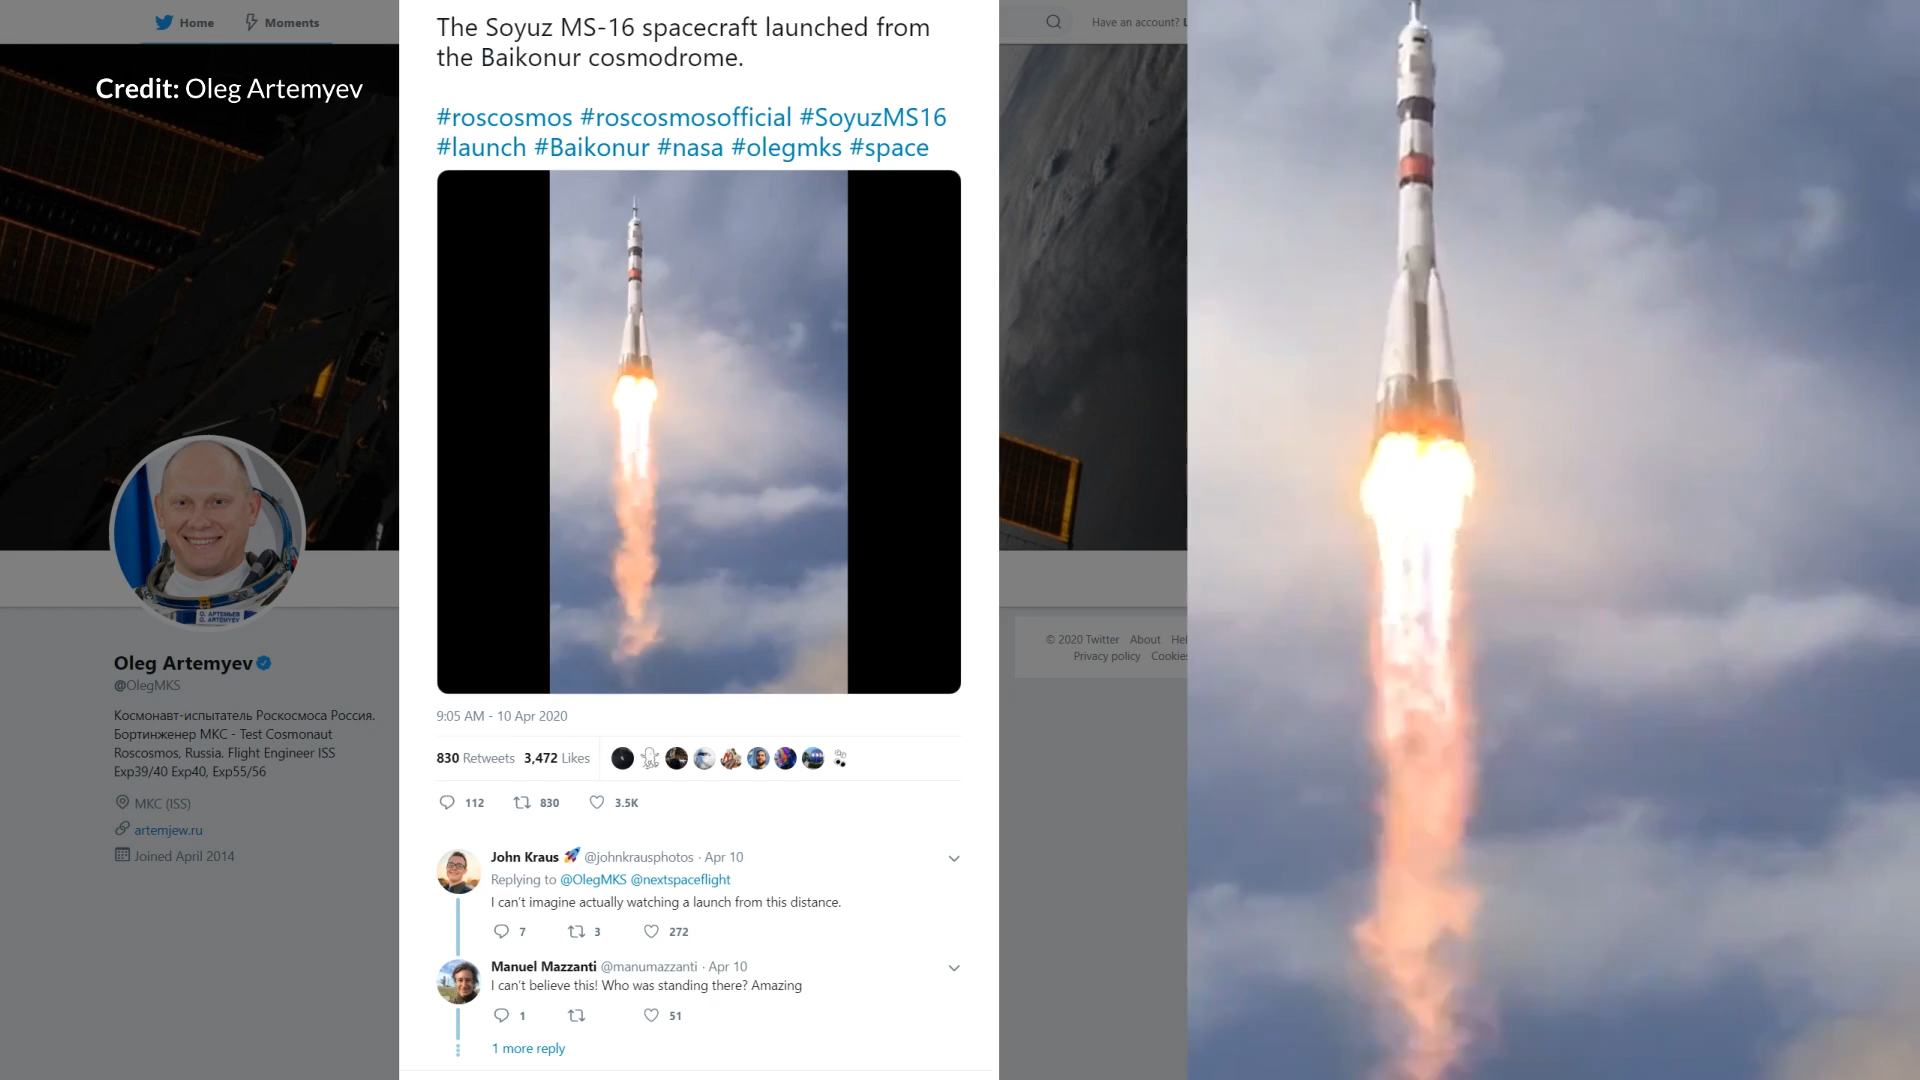 Home
Moments
Have an account? L
Credit: Oleg Artemyev
The Soyuz MS-16 spacecraft launched from
the Baikonur cosmodrome.
#roscosmos #roscosmosofficial #SoyuzMS16
#launch #Baikonur #nasa #olegmks #space
О. АРТЕМЬЕВ
O. ARTEMYEV
Oleg Artemyev
@OlegMKS
Космонавт-испытатель Роскосмоса Россия.
Бортинженер МКС - Test Cosmonaut
Roscosmos, Russia. Flight Engineer ISS
Exp39/40 Exp40, Exp55/56
МКС (ISS)
artemjew.ru
Joined April 2014
9:05 AM - 10 Apr 2020
830 Retweets 3,472 Likes
112 830 3.5K
John Kraus @johnkrausphotos · Apr 10
Replying to @OlegMKS @nextspaceflight
I can't imagine actually watching a launch from this distance.
7 3 272
Manuel Mazzanti @manumazzanti · Apr 10
I can't believe this! Who was standing there? Amazing
1 51
1 more reply
© 2020 Twitter About Hel
Privacy policy Cookies